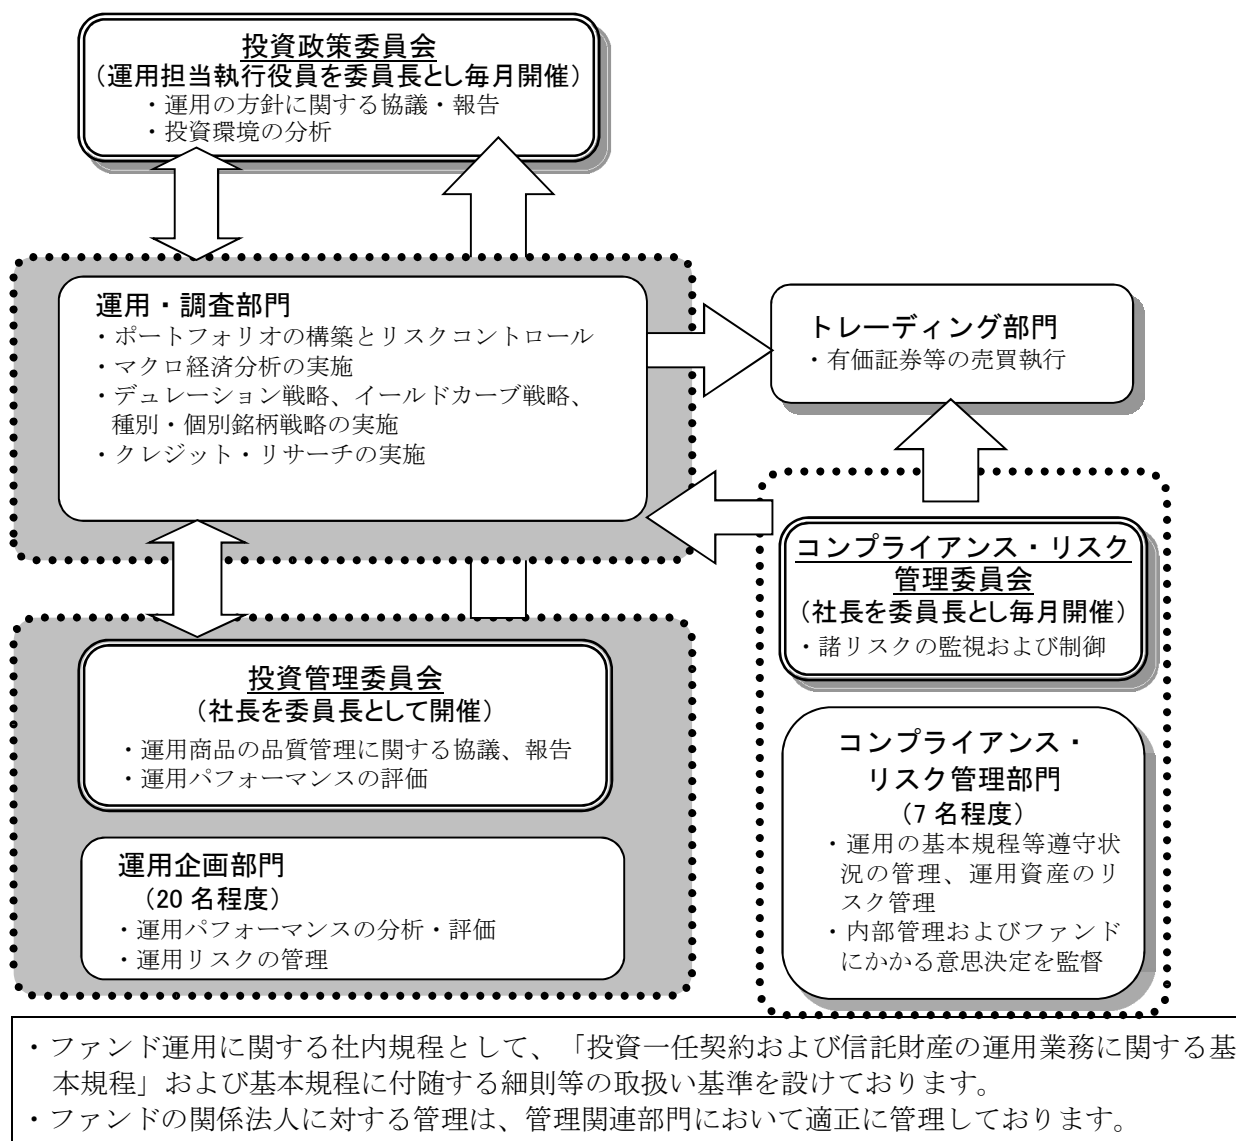 投資政策委員会
（運用担当執行役員を委員長とし毎月開催）
・運用の方針に関する協議・報告
・投資環境の分析
運用・調査部門
・ポートフォリオの構築とリスクコントロール
・マクロ経済分析の実施
・デュレーション戦略、イールドカーブ戦略、
種別・個別銘柄戦略の実施
・クレジット・リサーチの実施
トレーディング部門
・有価証券等の売買執行
コンプライアンス・リスク
管理委員会
（社長を委員長とし毎月開催）
・諸リスクの監視および制御
投資管理委員会
（社長を委員長として開催）
・運用商品の品質管理に関する協議、報告
・運用パフォーマンスの評価
運用企画部門
（20 名程度）
・運用パフォーマンスの分析・評価
・運用リスクの管理
コンプライアンス・
リスク管理部門
（7 名程度）
・運用の基本規程等遵守状
況の管理、運用資産のリ
スク管理
・内部管理およびファンド
にかかる意思決定を監督
・ファンド運用に関する社内規程として、「投資一任契約および信託財産の運用業務に関する基
本規程」および基本規程に付随する細則等の取扱い基準を設けております。
・ファンドの関係法人に対する管理は、管理関連部門において適正に管理しております。